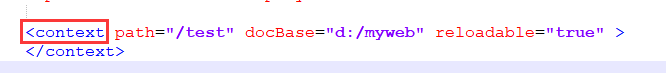 <context path="/test" docBase="d:/myweb" reloadable="true" >
</context>